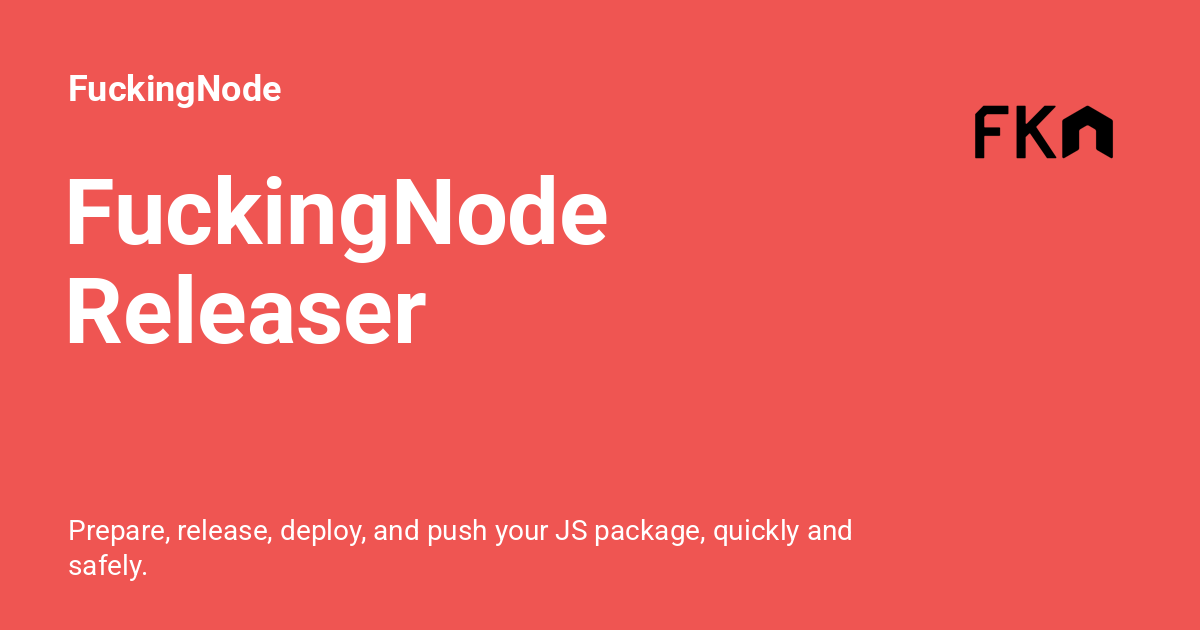 FuckingNode
FKn
FuckingNode
Releaser
Prepare, release, deploy, and push your JS package, quickly and
safely.